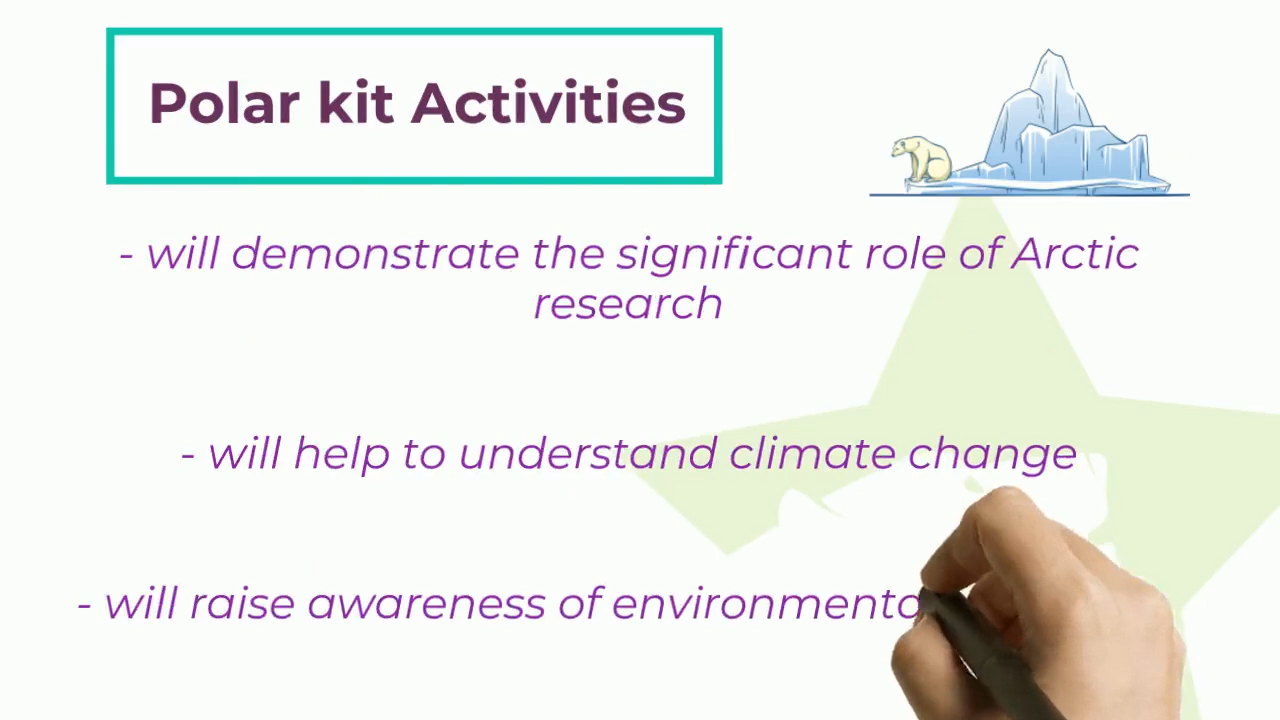 Polar kit Activities
- will demonstrate the significant role of Arctic
research
- will help to understand climate change
- will raise awareness of